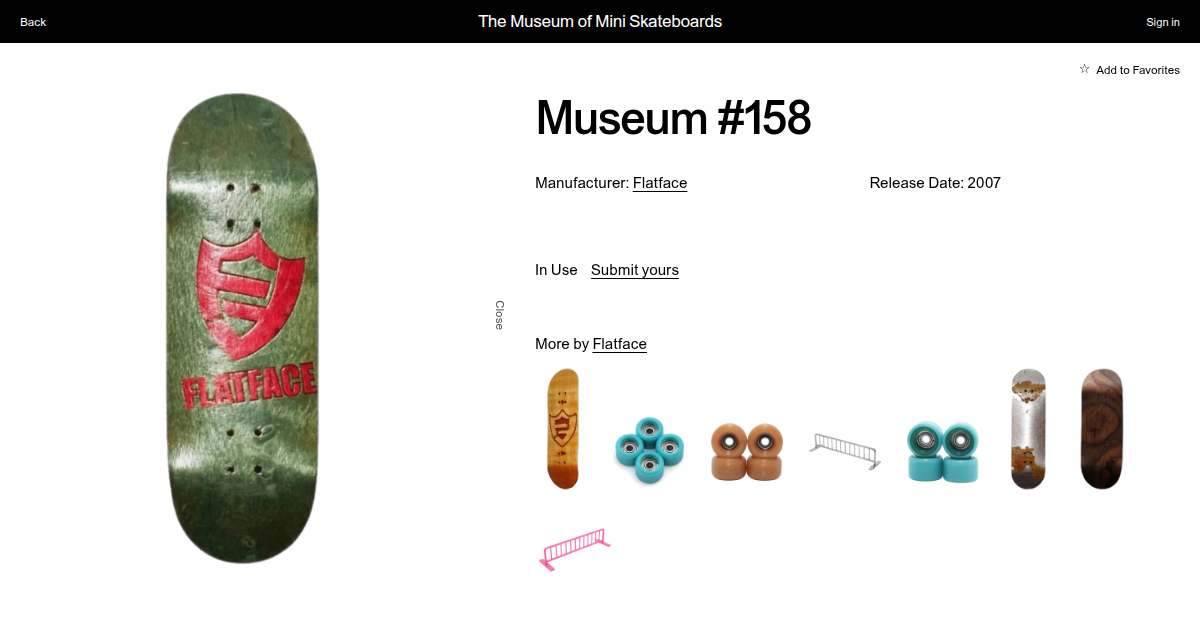 Back
The Museum of Mini Skateboards
Sign in
☆ Add to Favorites
Museum #158
Manufacturer: Flatface
Release Date: 2007
In Use Submit yours
Close
More by Flatface
FLATFACE